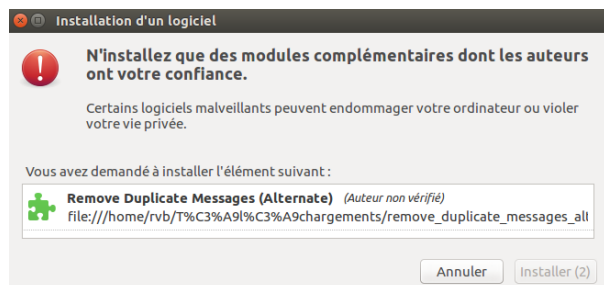 Installation d'un logiciel
N'installez que des modules complémentaires dont les auteurs
ont votre confiance.
Certains logiciels malveillants peuvent endommager votre ordinateur ou violer
votre vie privée.
Vous avez demandé à installer l'élément suivant :
Remove Duplicate Messages (Alternate) (Auteur non vérifié)
file:///home/rvb/T%C3%A9l%C3%A9chargements/remove_duplicate_messages_alt
Annuler Installer (2)